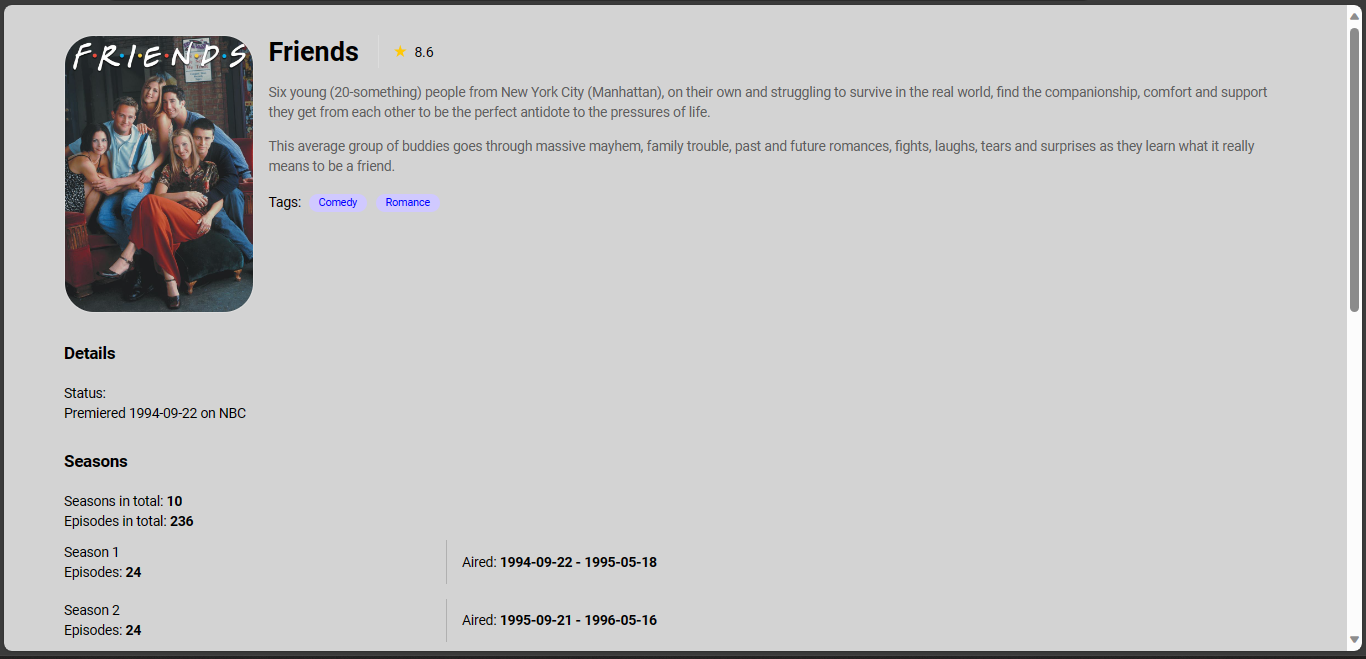 F·R·I·E·N·D·S
Friends
★ 8.6
Six young (20-something) people from New York City (Manhattan), on their own and struggling to survive in the real world, find the companionship, comfort and support
they get from each other to be the perfect antidote to the pressures of life.
This average group of buddies goes through massive mayhem, family trouble, past and future romances, fights, laughs, tears and surprises as they learn what it really
means to be a friend.
Tags: Comedy Romance
Details
Status:
Premiered 1994-09-22 on NBC
Seasons
Seasons in total: 10
Episodes in total: 236
Season 1
Episodes: 24
Aired: 1994-09-22 - 1995-05-18
Season 2
Episodes: 24
Aired: 1995-09-21 - 1996-05-16